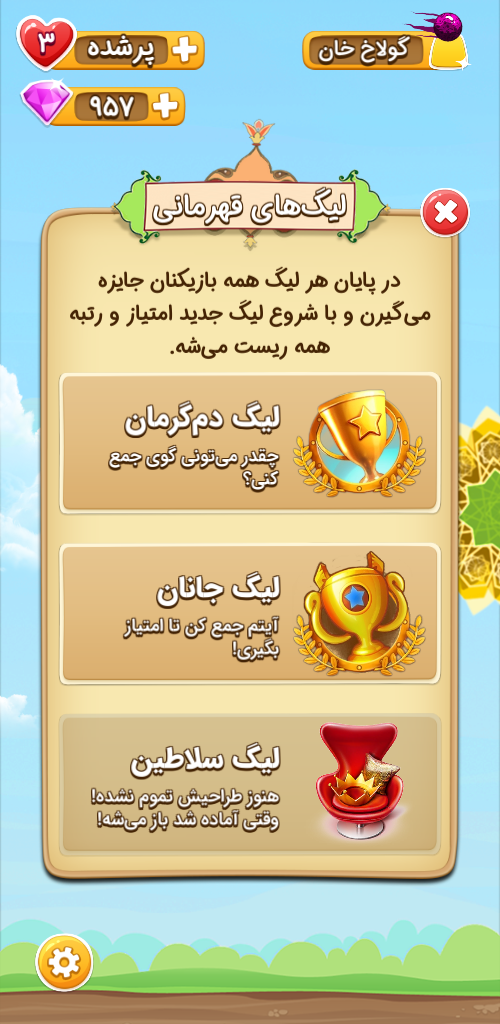 ۳
پرشده
گولاخ خان
۹۵۷
لیگ‌های قهرمانی
در پایان هر لیگ همه بازیکنان جایزه
می‌گیرن و با شروع لیگ جدید امتیاز و رتبه
همه ریست می‌شه.
لیگ دم‌گرمان
چقدر می‌تونی گوی جمع
کنی؟
لیگ جانان
آیتم جمع کن تا امتیاز
بگیری!
لیگ سلاطین
هنوز طراحیش تموم نشده!
وقتی آماده شد باز می‌شه!